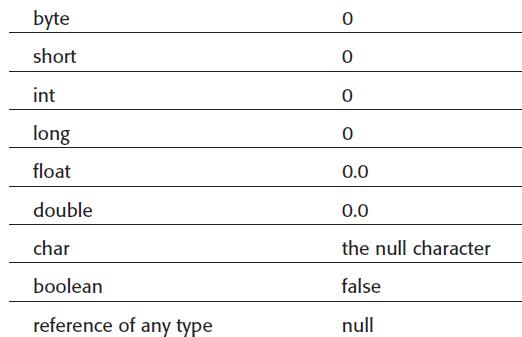 byte 0
short 0
int 0
long 0
float 0.0
double 0.0
char the null character
boolean false
reference of any type null